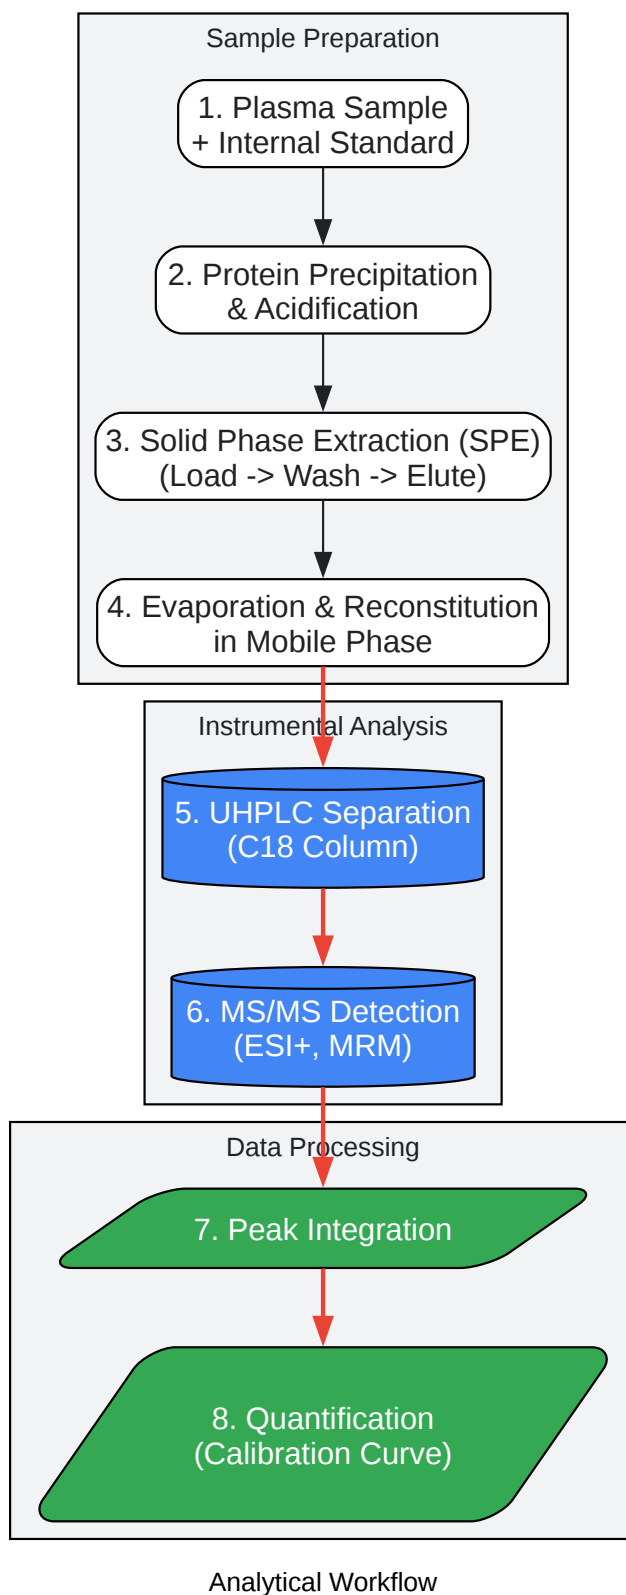 Sample Preparation
1. Plasma Sample
+ Internal Standard
2. Protein Precipitation
& Acidification
3. Solid Phase Extraction (SPE)
(Load -> Wash -> Elute)
4. Evaporation & Reconstitution
in Mobile Phase
Instrumental Analysis
5. UHPLC Separation
(C18 Column)
6. MS/MS Detection
(ESI+, MRM)
Data Processing
7. Peak Integration
8. Quantification
(Calibration Curve)
Analytical Workflow